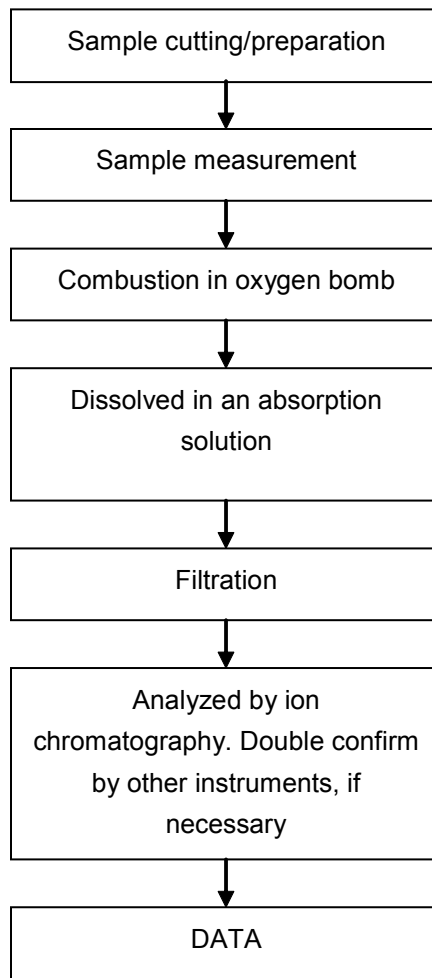 Sample cutting/preparation
Sample measurement
Combustion in oxygen bomb
Dissolved in an absorption
solution
Filtration
Analyzed by ion
chromatography. Double confirm
by other instruments, if
necessary
DATA